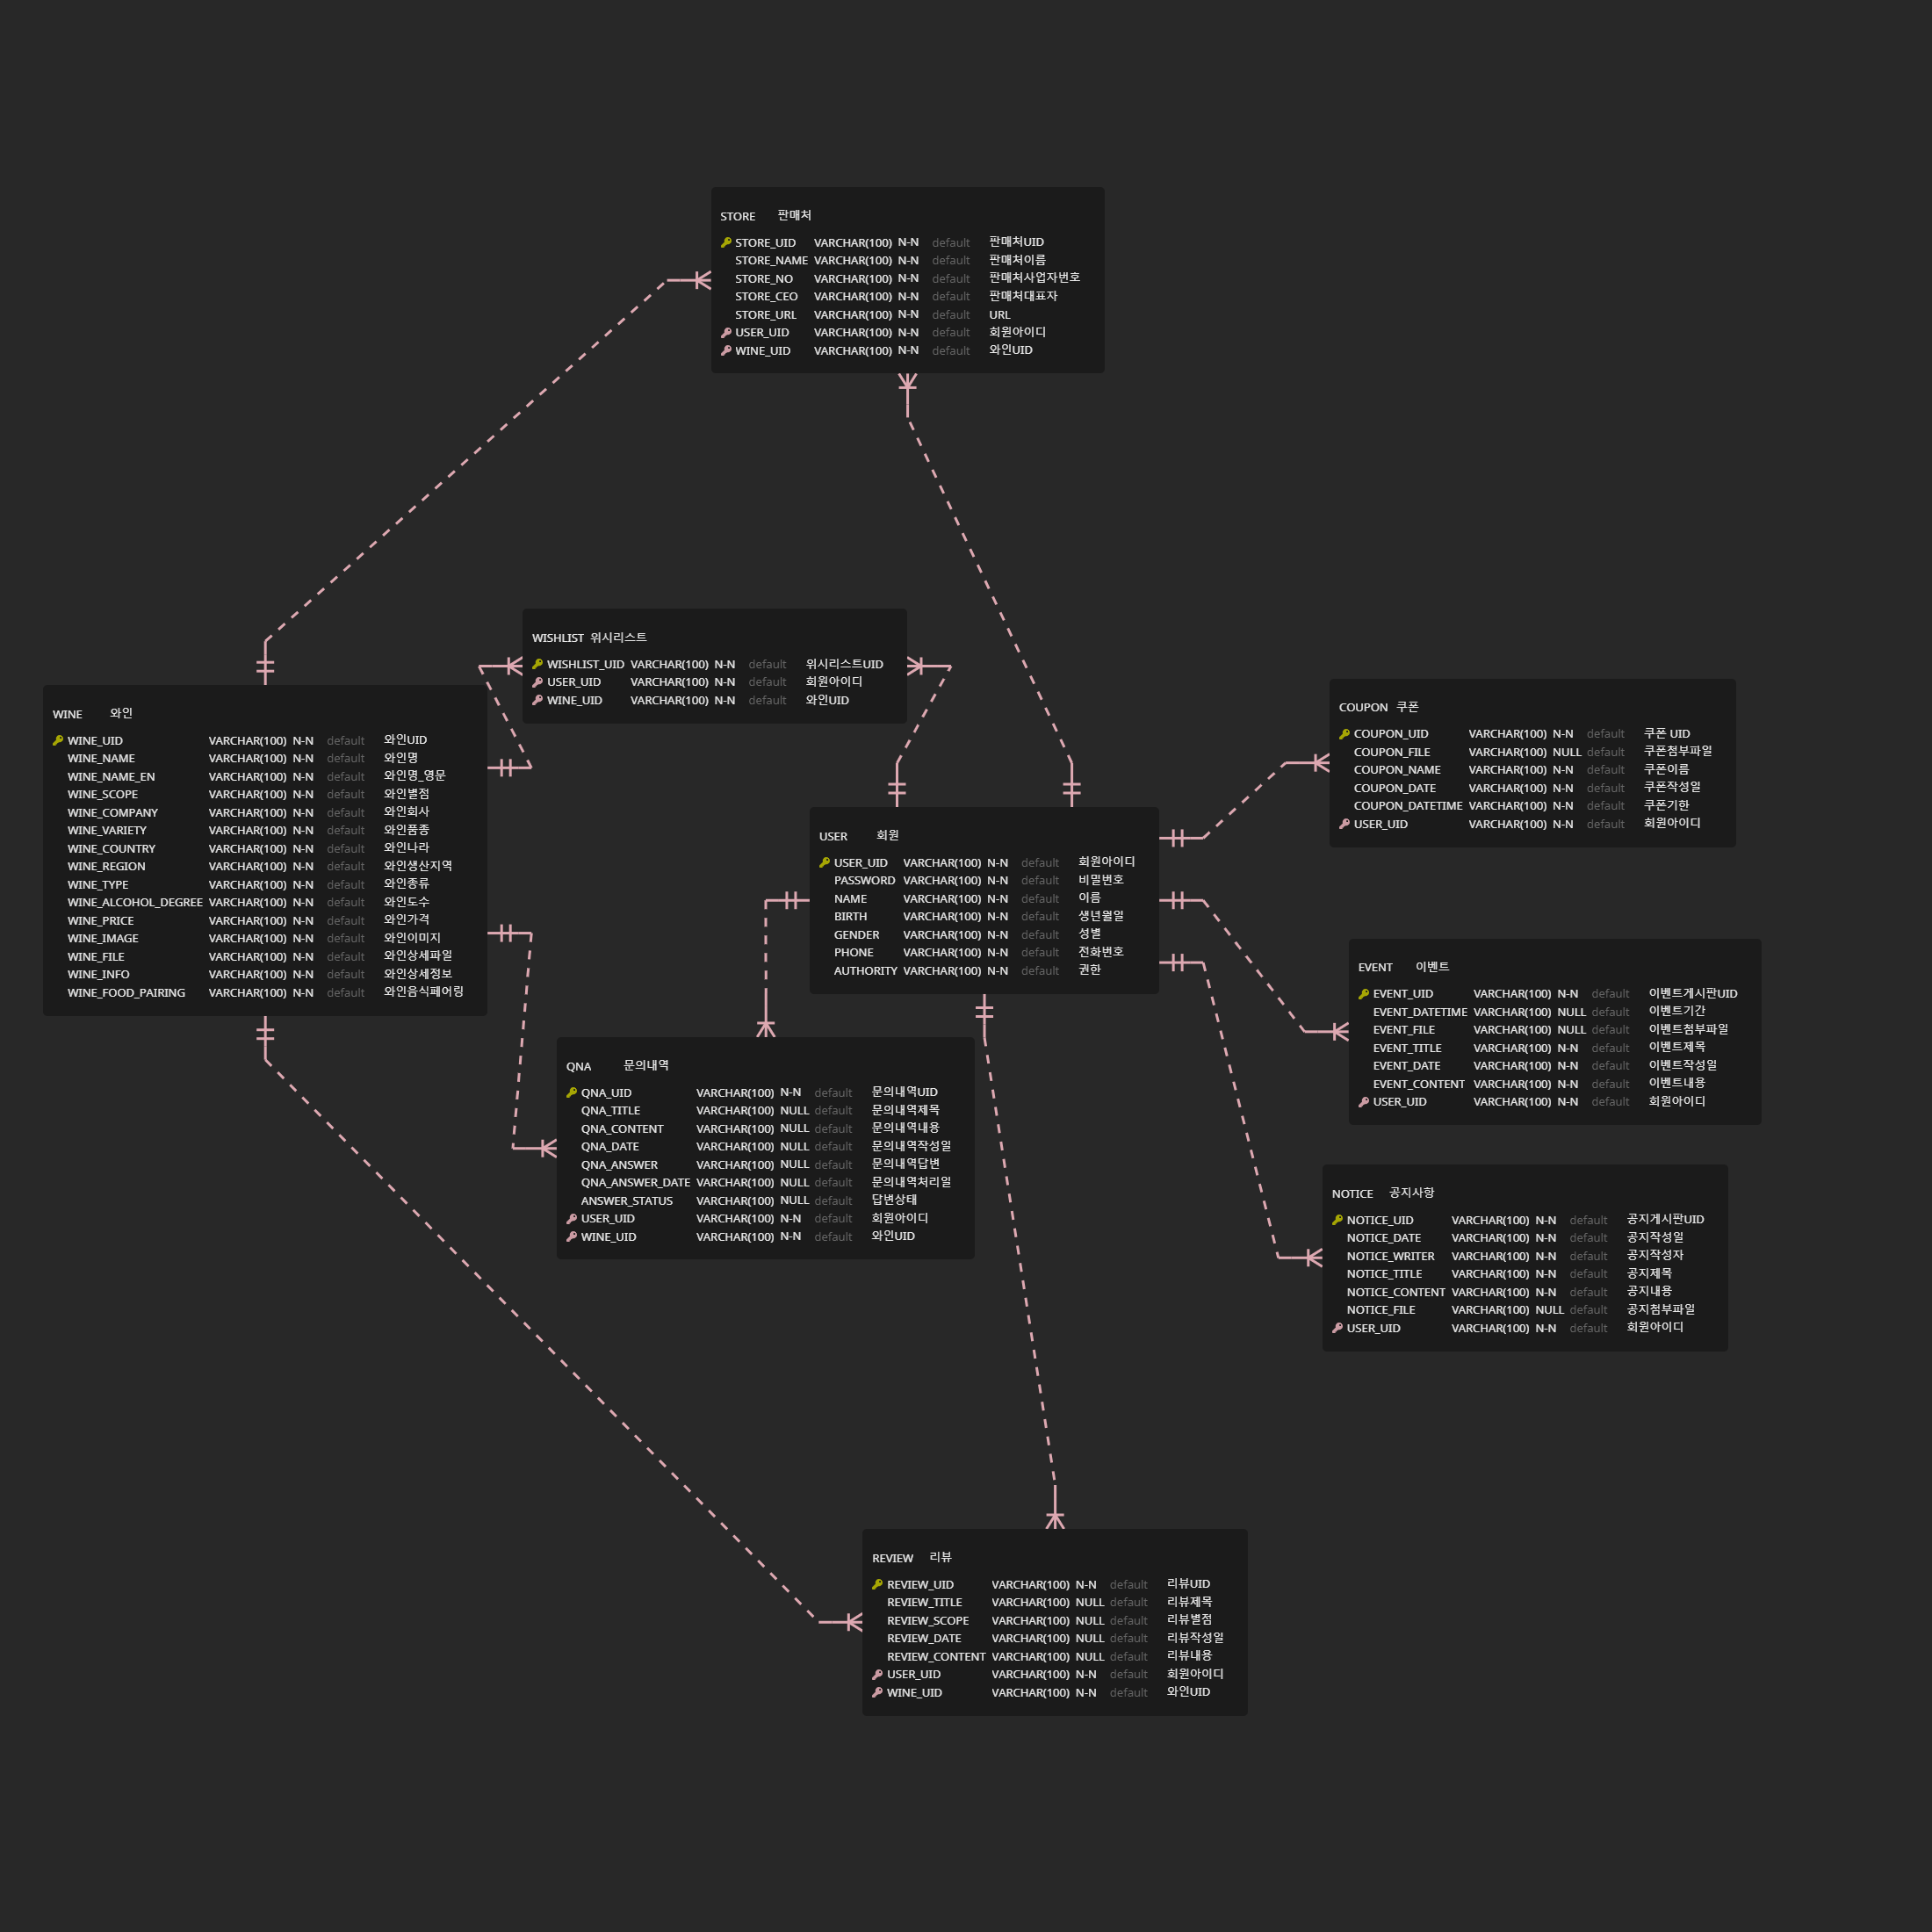 STORE 판매처
STORE_UID VARCHAR(100) N-N default 판매처UID
STORE_NAME VARCHAR(100) N-N default 판매처이름
STORE_NO VARCHAR(100) N-N default 판매처사업자번호
STORE_CEO VARCHAR(100) N-N default 판매처대표자
STORE_URL VARCHAR(100) N-N default URL
USER_UID VARCHAR(100) N-N default 회원아이디
WINE_UID VARCHAR(100) N-N default 와인UID
WISHLIST 위시리스트
WISHLIST_UID VARCHAR(100) N-N default 위시리스트UID
USER_UID VARCHAR(100) N-N default 회원아이디
WINE_UID VARCHAR(100) N-N default 와인UID
WINE 와인
WINE_UID VARCHAR(100) N-N default 와인UID
WINE_NAME VARCHAR(100) N-N default 와인명
WINE_NAME_EN VARCHAR(100) N-N default 와인명_영문
WINE_SCOPE VARCHAR(100) N-N default 와인별점
WINE_COMPANY VARCHAR(100) N-N default 와인회사
WINE_VARIETY VARCHAR(100) N-N default 와인품종
WINE_COUNTRY VARCHAR(100) N-N default 와인나라
WINE_REGION VARCHAR(100) N-N default 와인생산지역
WINE_TYPE VARCHAR(100) N-N default 와인종류
WINE_ALCOHOL_DEGREE VARCHAR(100) N-N default 와인도수
WINE_PRICE VARCHAR(100) N-N default 와인가격
WINE_IMAGE VARCHAR(100) N-N default 와인이미지
WINE_FILE VARCHAR(100) N-N default 와인상세파일
WINE_INFO VARCHAR(100) N-N default 와인상세정보
WINE_FOOD_PAIRING VARCHAR(100) N-N default 와인음식페어링
COUPON 쿠폰
COUPON_UID VARCHAR(100) N-N default 쿠폰 UID
COUPON_FILE VARCHAR(100) NULL default 쿠폰첨부파일
COUPON_NAME VARCHAR(100) N-N default 쿠폰이름
COUPON_DATE VARCHAR(100) N-N default 쿠폰작성일
COUPON_DATETIME VARCHAR(100) N-N default 쿠폰기한
USER_UID VARCHAR(100) N-N default 회원아이디
USER 회원
USER_UID VARCHAR(100) N-N default 회원아이디
PASSWORD VARCHAR(100) N-N default 비밀번호
NAME VARCHAR(100) N-N default 이름
BIRTH VARCHAR(100) N-N default 생년월일
GENDER VARCHAR(100) N-N default 성별
PHONE VARCHAR(100) N-N default 전화번호
AUTHORITY VARCHAR(100) N-N default 권한
EVENT 이벤트
EVENT_UID VARCHAR(100) N-N default 이벤트게시판UID
EVENT_DATETIME VARCHAR(100) NULL default 이벤트기간
EVENT_FILE VARCHAR(100) NULL default 이벤트첨부파일
EVENT_TITLE VARCHAR(100) N-N default 이벤트제목
EVENT_DATE VARCHAR(100) N-N default 이벤트작성일
EVENT_CONTENT VARCHAR(100) N-N default 이벤트내용
USER_UID VARCHAR(100) N-N default 회원아이디
QNA 문의내역
QNA_UID VARCHAR(100) N-N default 문의내역UID
QNA_TITLE VARCHAR(100) NULL default 문의내역제목
QNA_CONTENT VARCHAR(100) NULL default 문의내역내용
QNA_DATE VARCHAR(100) NULL default 문의내역작성일
QNA_ANSWER VARCHAR(100) NULL default 문의내역답변
QNA_ANSWER_DATE VARCHAR(100) NULL default 문의내역처리일
ANSWER_STATUS VARCHAR(100) NULL default 답변상태
USER_UID VARCHAR(100) N-N default 회원아이디
WINE_UID VARCHAR(100) N-N default 와인UID
NOTICE 공지사항
NOTICE_UID VARCHAR(100) N-N default 공지게시판UID
NOTICE_DATE VARCHAR(100) N-N default 공지작성일
NOTICE_WRITER VARCHAR(100) N-N default 공지작성자
NOTICE_TITLE VARCHAR(100) N-N default 공지제목
NOTICE_CONTENT VARCHAR(100) N-N default 공지내용
NOTICE_FILE VARCHAR(100) NULL default 공지첨부파일
USER_UID VARCHAR(100) N-N default 회원아이디
REVIEW 리뷰
REVIEW_UID VARCHAR(100) N-N default 리뷰UID
REVIEW_TITLE VARCHAR(100) NULL default 리뷰제목
REVIEW_SCOPE VARCHAR(100) NULL default 리뷰별점
REVIEW_DATE VARCHAR(100) NULL default 리뷰작성일
REVIEW_CONTENT VARCHAR(100) NULL default 리뷰내용
USER_UID VARCHAR(100) N-N default 회원아이디
WINE_UID VARCHAR(100) N-N default 와인UID